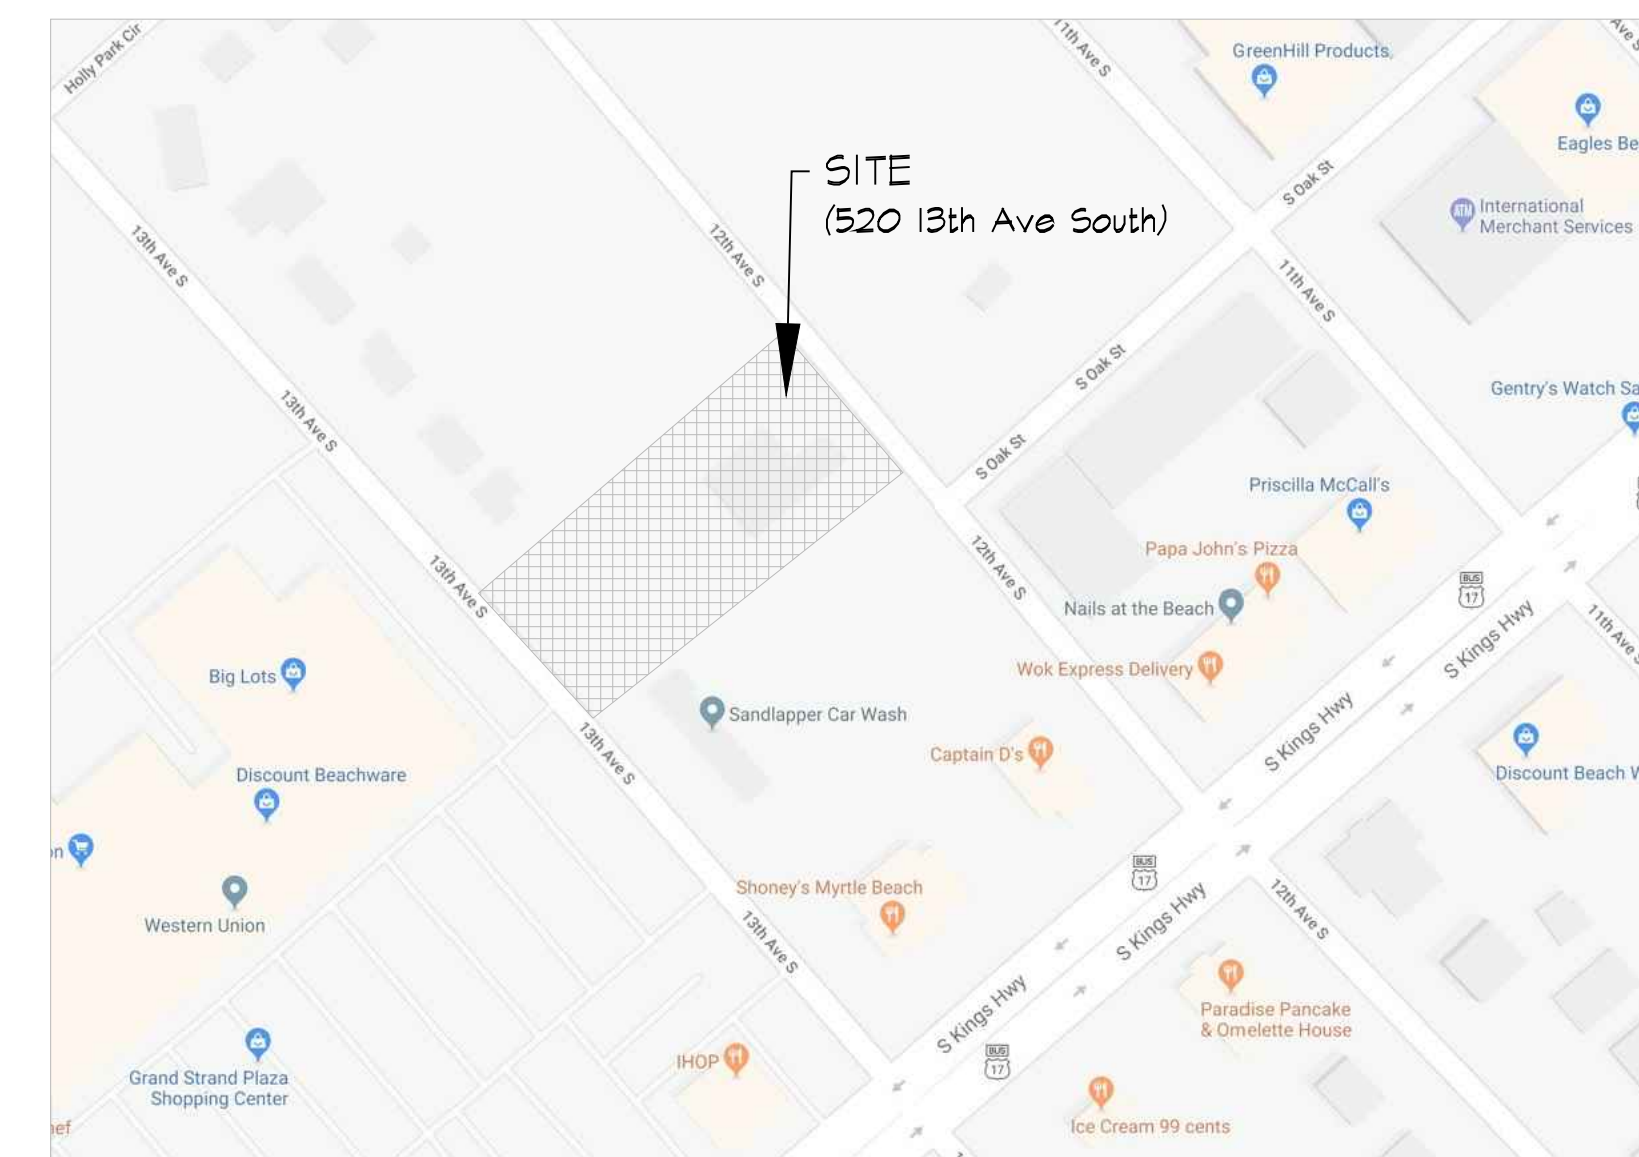 Holly Park Cir
11th Ave S
GreenHill Products,
Ave S
Eagles Be
SITE
(520 13th Ave South)
S Oak St
ATM
International
Merchant Services
13th Ave S
12th Ave S
11th Ave S
S Oak St
Gentry's Watch Sa
13th Ave S
S Oak St
Priscilla McCall's
Papa John's Pizza
13th Ave S
12th Ave S
BUS
17
Nails at the Beach
11th Ave S
S Kings Hwy
Big Lots
Wok Express Delivery
Sandlapper Car Wash
S Kings Hwy
13th Ave S
Captain D's
Discount Beachware
Discount Beach W
on
BUS
17
Shoney's Myrtle Beach
Western Union
13th Ave S
S Kings Hwy
12th Ave S
S Kings Hwy
Paradise Pancake
& Omelette House
BUS
17
IHOP
Grand Strand Plaza
Shopping Center
Ice Cream 99 cents
hef